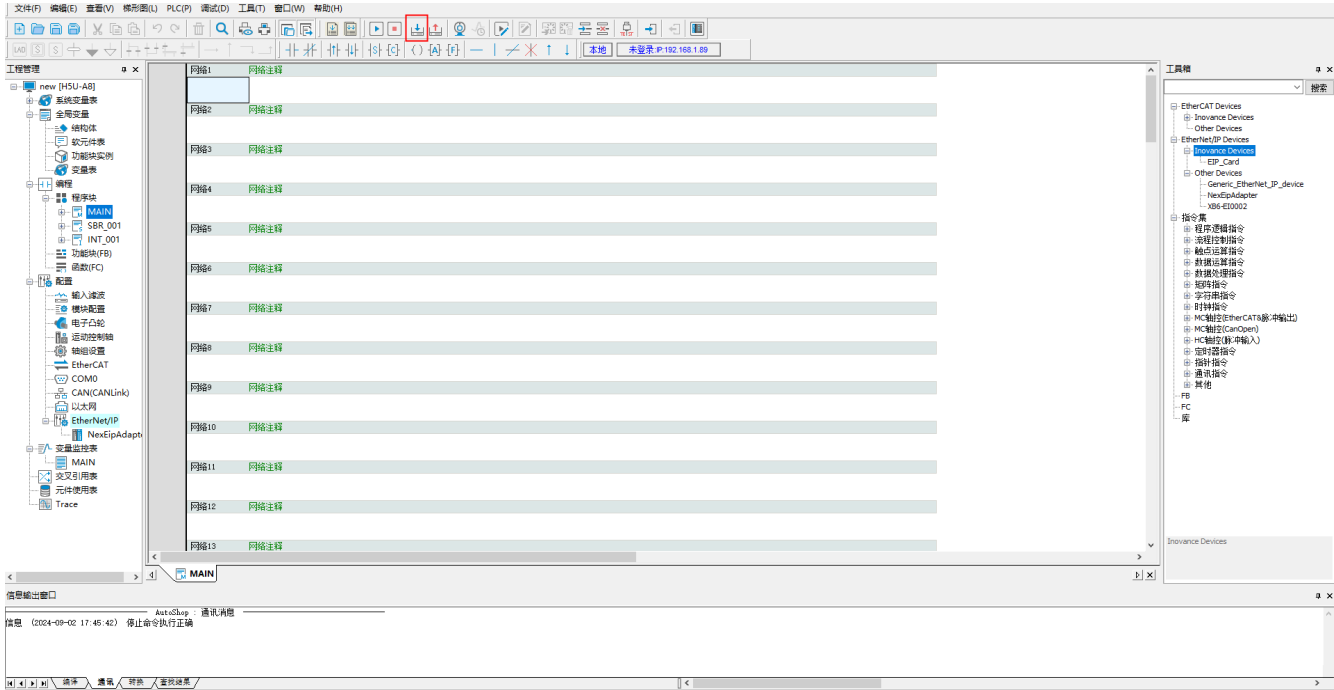 文件(F) 编辑(E) 查看(V) 梯形图(L) PLC(P) 调试(D) 工具(T) 窗口(W) 帮助(H)
本地 未登录:IP:192.168.1.89
工程管理
new [H5U-A8]
系统变量表
全局变量
结构体
软元件表
功能块实例
变量表
编程
程序块
MAIN
SBR_001
INT_001
功能块(FB)
函数(FC)
配置
输入滤波
模块配置
电子凸轮
运动控制轴
轴组设置
EtherCAT
COM0
CAN(CANLink)
以太网
EtherNet/IP
NexEipAdapt
变量监控表
MAIN
交叉引用表
元件使用表
Trace
网络1 网络注释
网络2 网络注释
网络3 网络注释
网络4 网络注释
网络5 网络注释
网络6 网络注释
网络7 网络注释
网络8 网络注释
网络9 网络注释
网络10 网络注释
网络11 网络注释
网络12 网络注释
网络13 网络注释
MAIN
工具箱
搜索
EtherCAT Devices
Inovance Devices
Other Devices
EtherNet/IP Devices
Inovance Devices
EIP_Card
Other Devices
Generic_EtherNet_IP_device
NexEipAdapter
XB6-EI0002
指令集
程序逻辑指令
流程控制指令
触点运算指令
数据运算指令
数据处理指令
矩阵指令
字符串指令
时钟指令
MC轴控(EtherCAT&脉冲输出)
MC轴控(CanOpen)
HC轴控(脉冲输入)
定时器指令
指针指令
通讯指令
其他
FB
FC
库
Inovance Devices
信息输出窗口
AutoShop : 通讯消息
信息 (2024-09-02 17:45:42) 停止命令执行正确
编译 通讯 转换 查找结果